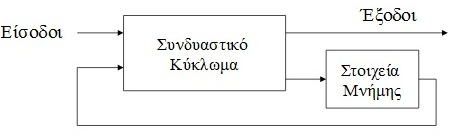 Έξοδοι
Είσοδοι
Συνδυαστικό
Κύκλωμα
Στοιχεία
Μνήμης